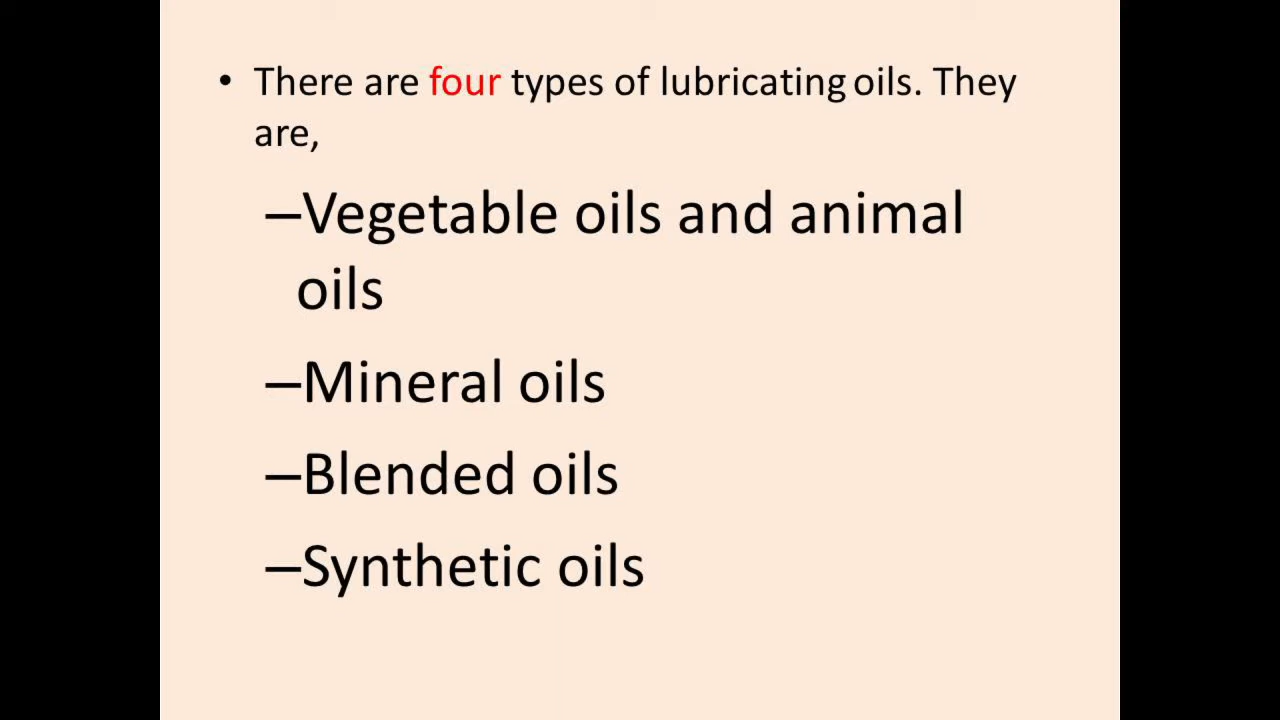 • There are four types of lubricating oils. They
are,
–Vegetable oils and animal
oils
–Mineral oils
–Blended oils
–Synthetic oils